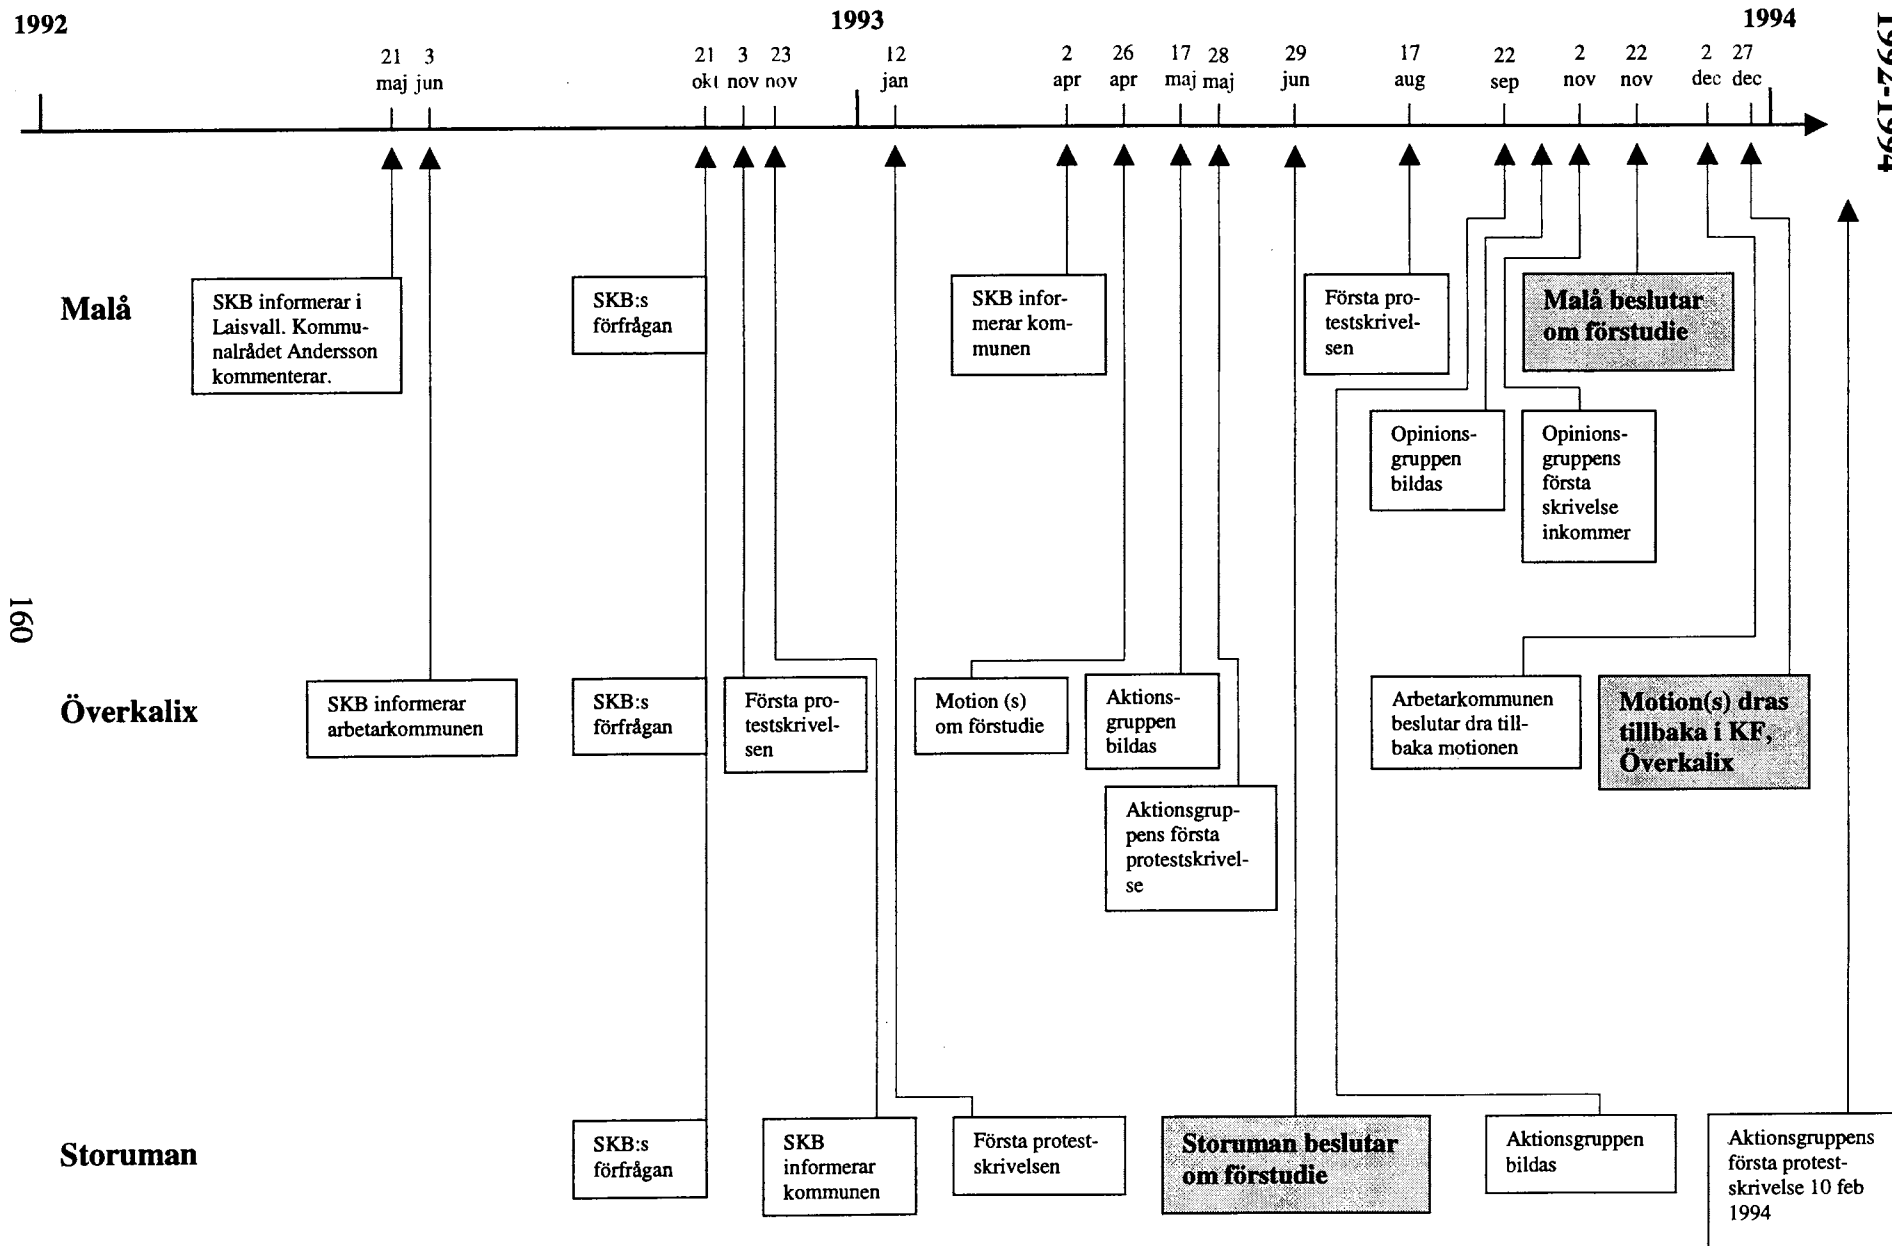 1992-1994
1992
1993
1994
21
maj
3
jun
21
okt
3
nov
23
nov
12
jan
2
apr
26
apr
17
maj
28
maj
29
jun
17
aug
22
sep
2
nov
22
nov
2
dec
27
dec
Malå
SKB informerar i
Laisvall. Kommu-
nalrådet Andersson
kommenterar.
SKB:s
förfrågan
SKB infor-
merar kom-
munen
Första pro-
testskrivel-
sen
Malå beslutar
om förstudie
Opinions-
gruppen
bildas
Opinions-
gruppens
första
skrivelse
inkommer
Överkalix
SKB informerar
arbetarkommunen
SKB:s
förfrågan
Första pro-
testskrivel-
sen
Motion (s)
om förstudie
Aktions-
gruppen
bildas
Aktionsgrup-
pens första
protestskrivel-
se
Arbetarkommunen
beslutar dra till-
baka motionen
Motion(s) dras
tillbaka i KF,
Överkalix
Storuman
SKB:s
förfrågan
SKB
informerar
kommunen
Första protest-
skrivelsen
Storuman beslutar
om förstudie
Aktionsgruppen
bildas
Aktionsgruppens
första protest-
skrivelse 10 feb
1994
160